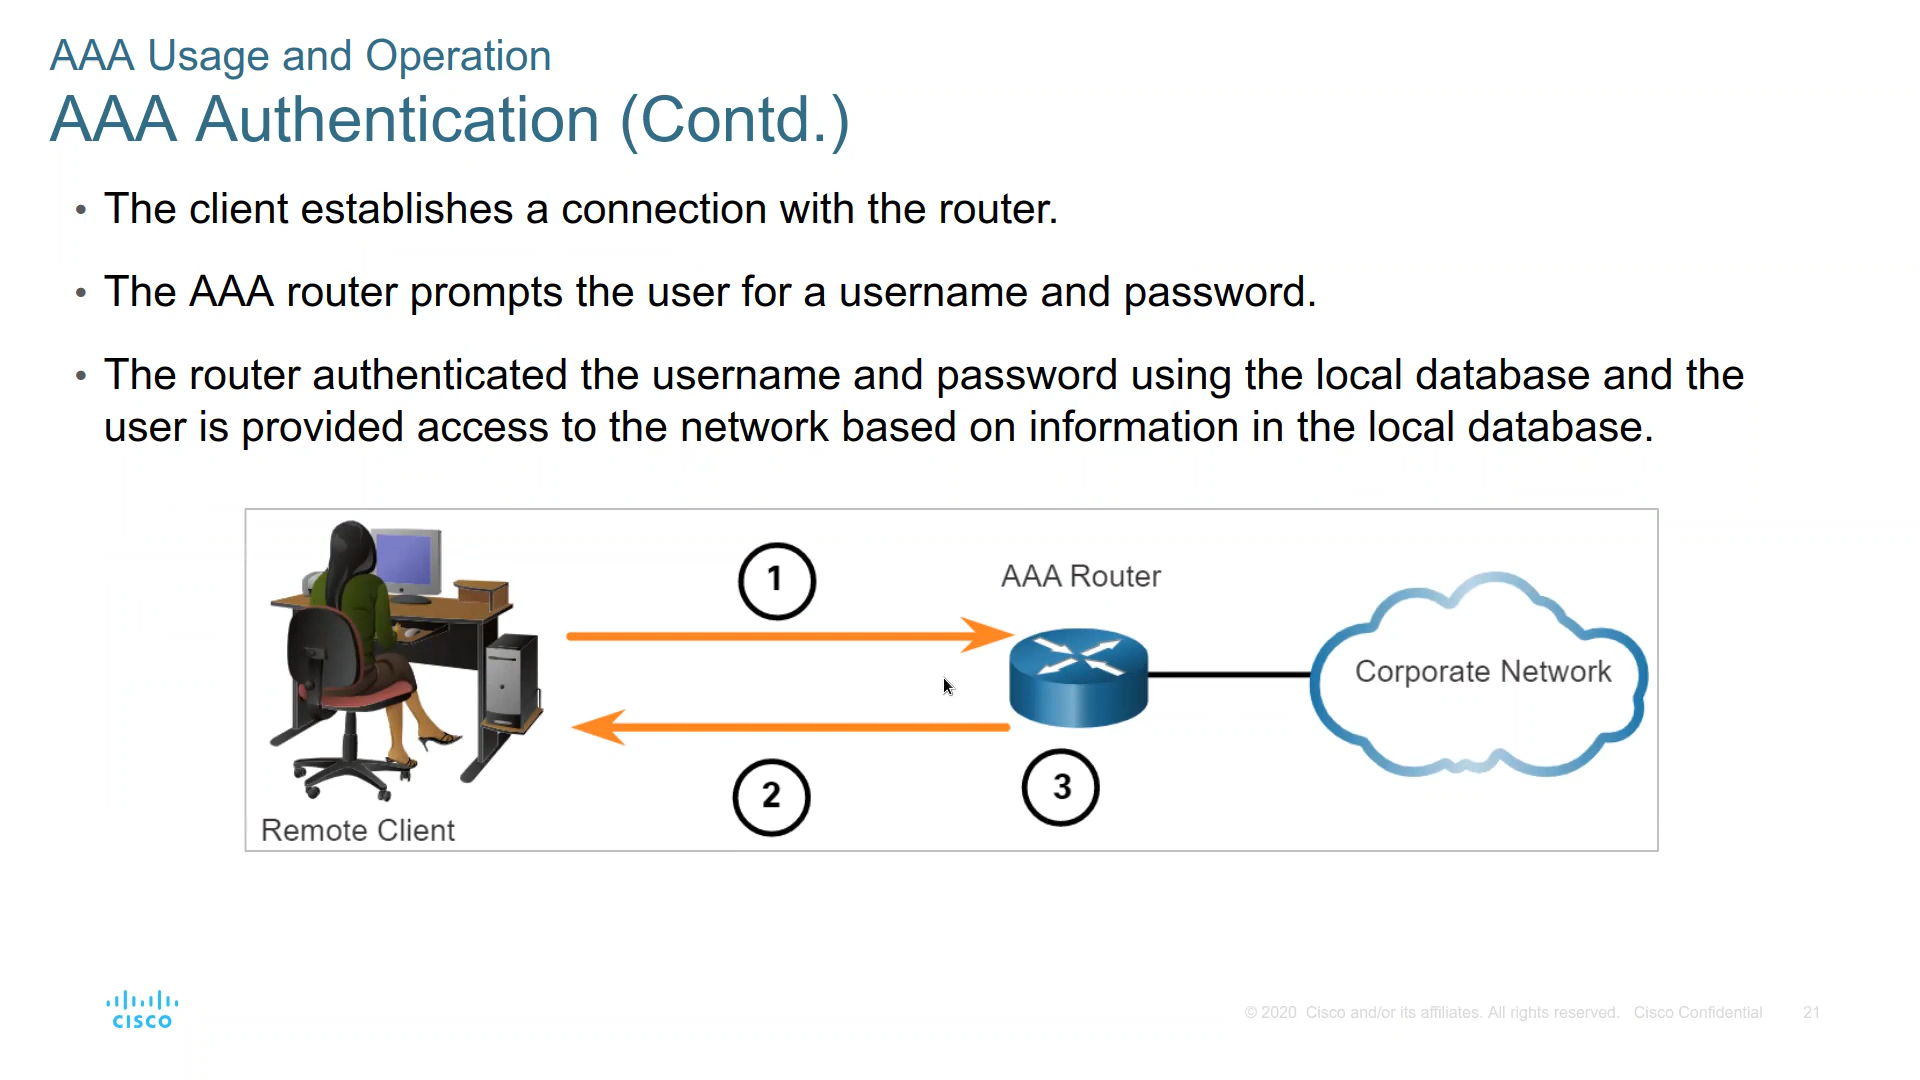 AAA Usage and Operation
AAA Authentication (Contd.)
• The client establishes a connection with the router.
• The AAA router prompts the user for a username and password.
• The router authenticated the username and password using the local database and the
user is provided access to the network based on information in the local database.
1
AAA Router
Corporate Network
2
3
Remote Client
CISCO
© 2020 Cisco and/or its affiliates. All rights reserved. Cisco Confidential 21